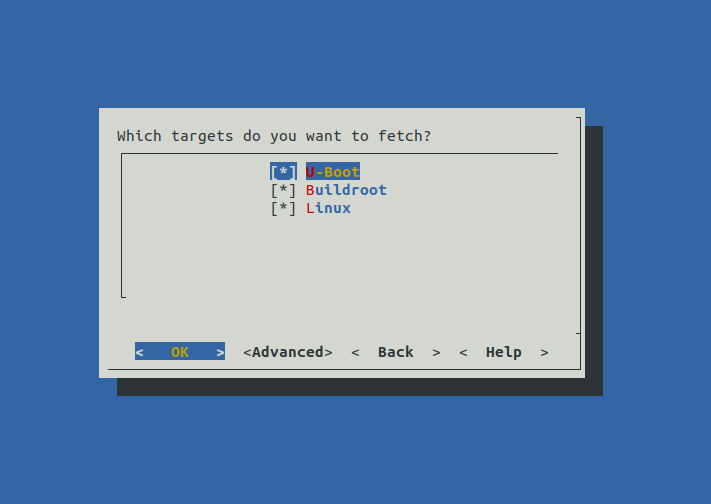 Which targets do you want to fetch?
[*] U-Boot
[*] Buildroot
[*] Linux
<   OK   >  <Advanced>  <  Back  >  <  Help  >